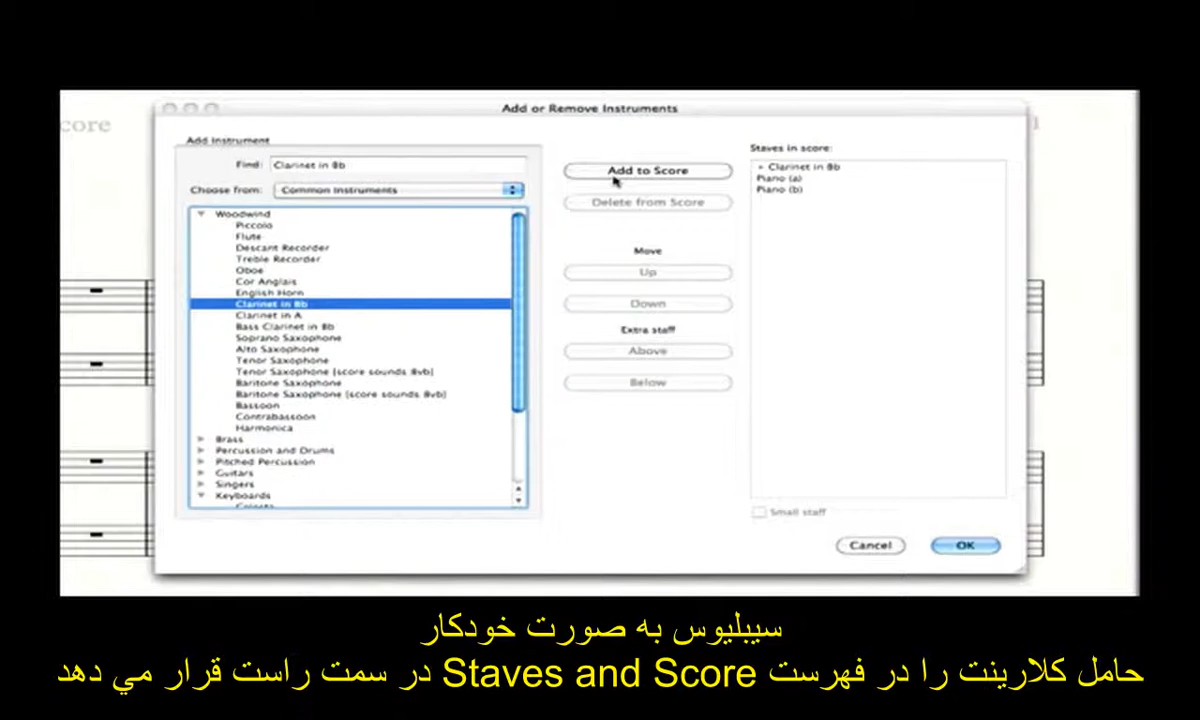 core
Add or Remove Instruments
Add Instrument
Find: Clarinet in Bb
Choose from: Common Instruments
Woodwind
Piccolo
Flute
Descant Recorder
Treble Recorder
Oboe
Cor Anglais
English Horn
Clarinet in Bb
Clarinet in A
Bass Clarinet in Bb
Soprano Saxophone
Alto Saxophone
Tenor Saxophone
Tenor Saxophone (score sounds 8vb)
Baritone Saxophone
Baritone Saxophone (score sounds 8vb)
Bassoon
Contrabassoon
Harmonica
Brass
Percussion and Drums
Pitched Percussion
Guitars
Singers
Keyboards
Celesta
Add to Score
Delete from Score
Move
Up
Down
Extra staff
Above
Below
Staves in score:
+ Clarinet in Bb
Piano (a)
Piano (b)
Small staff
Cancel
OK
سيبليوس به صورت خودکار
حامل کلارينت را در فهرست Staves and Score در سمت راست قرار مي دهد